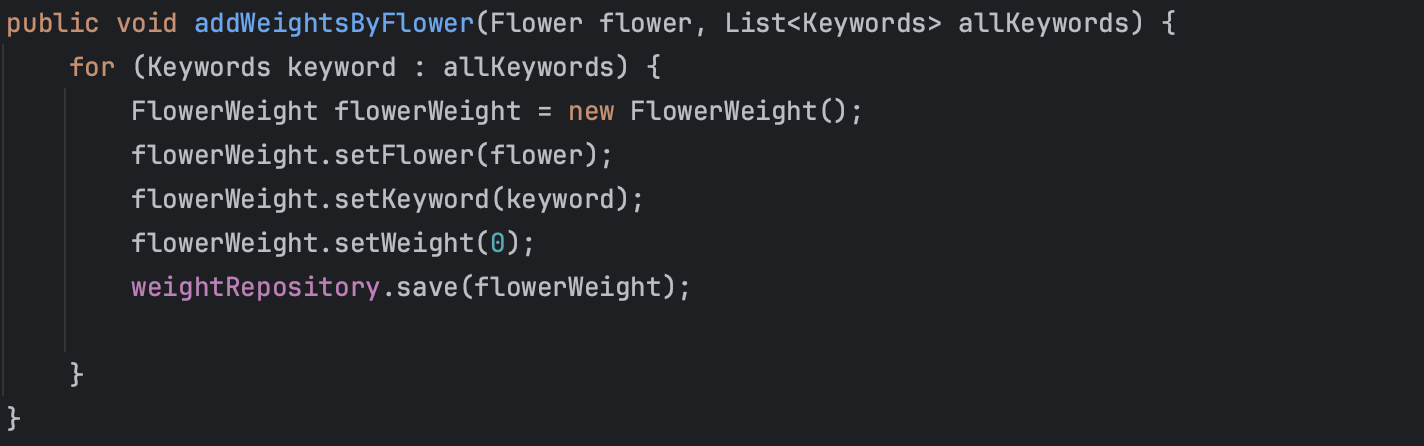 public void addWeightsByFlower(Flower flower, List<Keywords> allKeywords) {
    for (Keywords keyword : allKeywords) {
        FlowerWeight flowerWeight = new FlowerWeight();
        flowerWeight.setFlower(flower);
        flowerWeight.setKeyword(keyword);
        flowerWeight.setWeight(0);
        weightRepository.save(flowerWeight);

    }
}